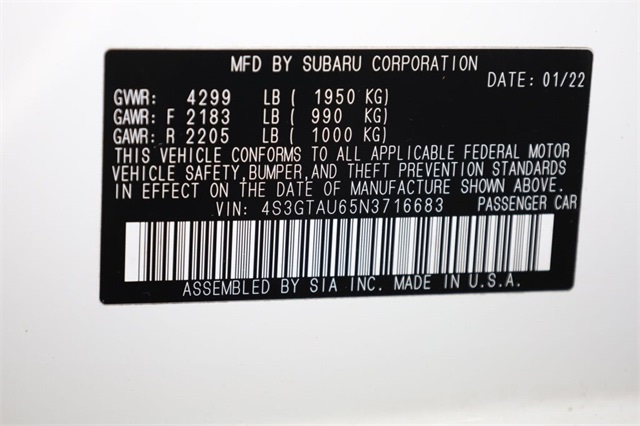 MFD BY SUBARU CORPORATION
DATE: 01/22
GVWR: 4299 LB ( 1950 KG)
GAWR: F 2183 LB ( 990 KG)
GAWR: R 2205 LB ( 1000 KG)
THIS VEHICLE CONFORMS TO ALL APPLICABLE FEDERAL MOTOR
VEHICLE SAFETY,BUMPER,AND THEFT PREVENTION STANDARDS
IN EFFECT ON THE DATE OF MANUFACTURE SHOWN ABOVE.
VIN: 4S3GTAU65N3716683 PASSENGER CAR
ASSEMBLED BY SIA INC. MADE IN U.S.A.